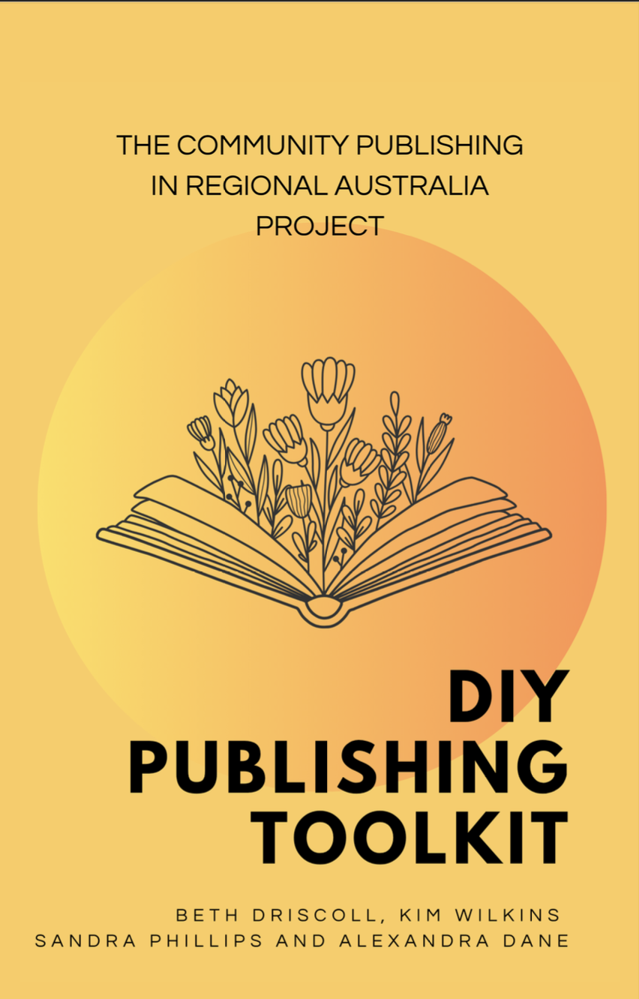 THE COMMUNITY PUBLISHING
IN REGIONAL AUSTRALIA
PROJECT
DIY
PUBLISHING
TOOLKIT
BETH DRISCOLL, KIM WILKINS
SANDRA PHILLIPS AND ALEXANDRA DANE